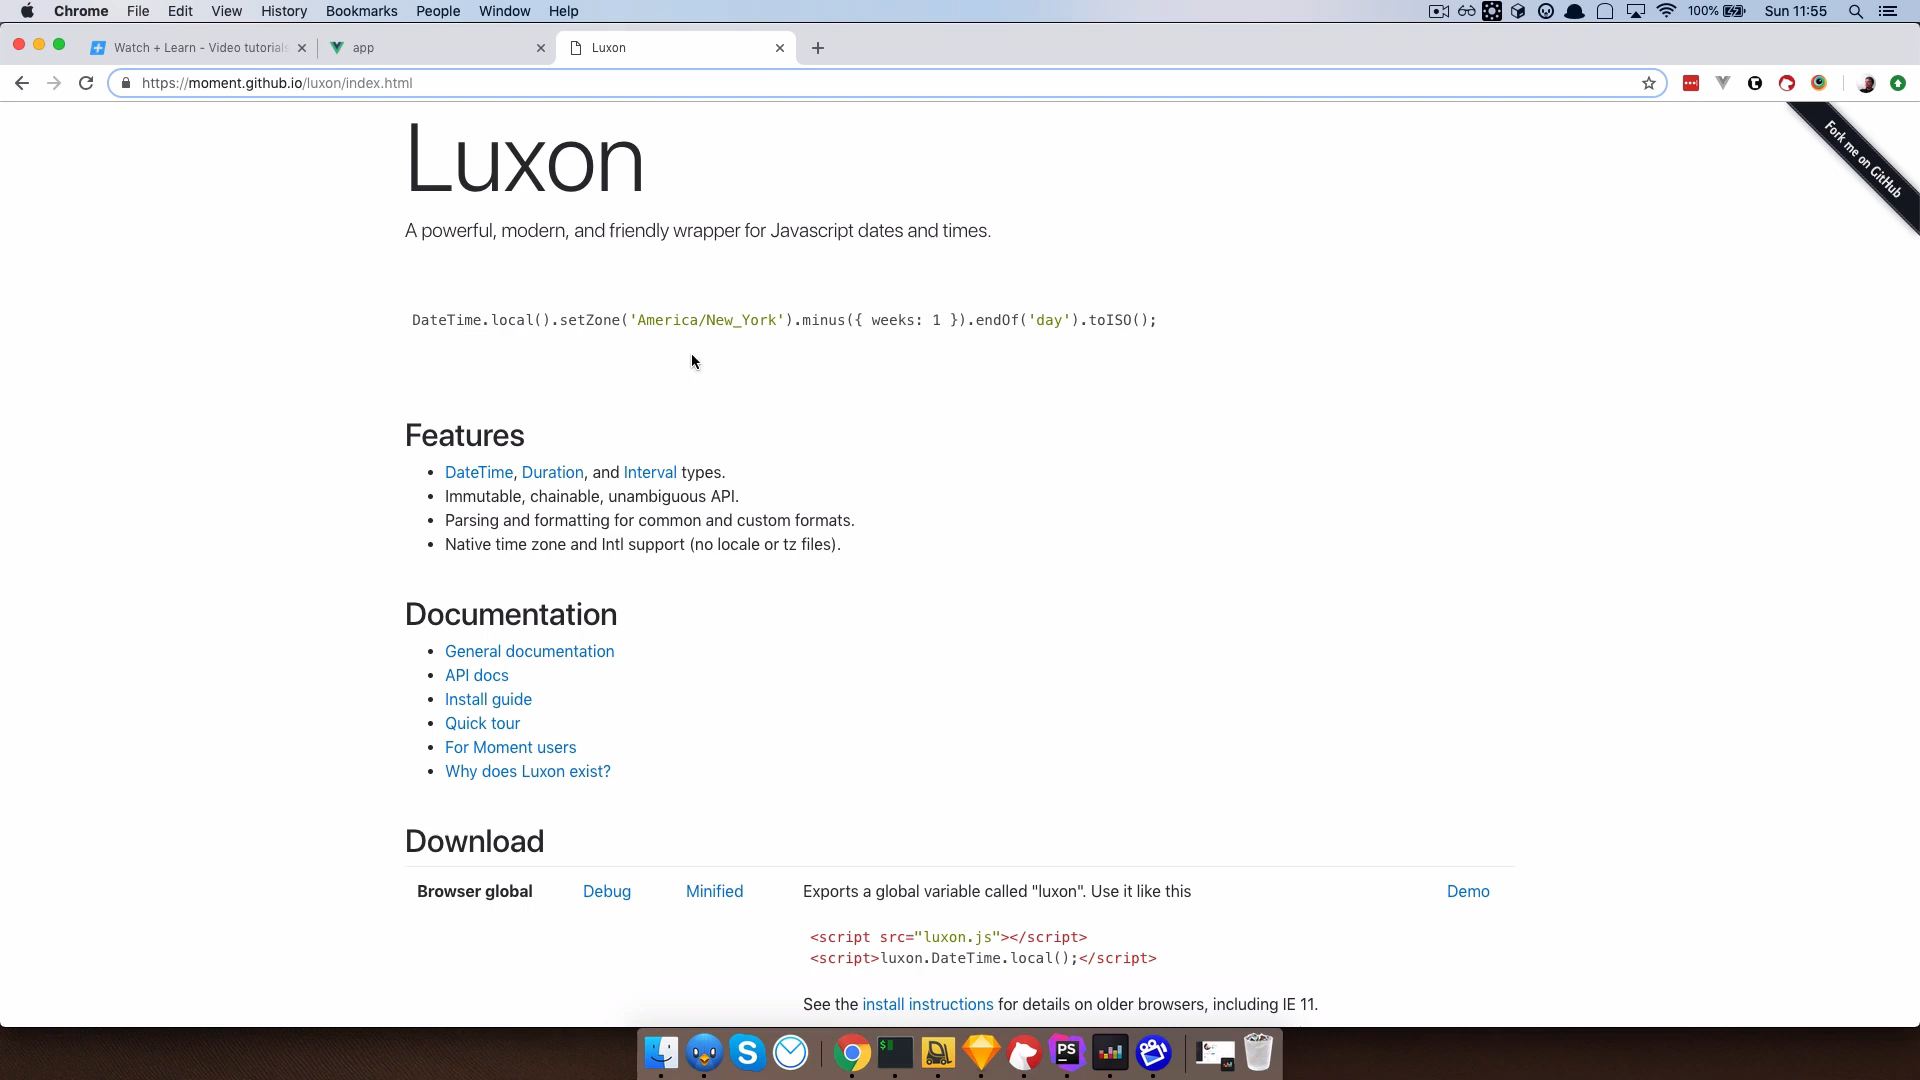 Chrome File Edit View History Bookmarks People Window Help 100% Sun 11:55
Watch + Learn - Video tutorials app Luxon
https://moment.github.io/luxon/index.html
Fork me on GitHub
Luxon
A powerful, modern, and friendly wrapper for Javascript dates and times.
DateTime.local().setZone('America/New_York').minus({ weeks: 1 }).endOf('day').toISO();
Features
• DateTime, Duration, and Interval types.
• Immutable, chainable, unambiguous API.
• Parsing and formatting for common and custom formats.
• Native time zone and Intl support (no locale or tz files).
Documentation
• General documentation
• API docs
• Install guide
• Quick tour
• For Moment users
• Why does Luxon exist?
Download
Browser global Debug Minified Exports a global variable called "luxon". Use it like this Demo
<script src="luxon.js"></script>
<script>luxon.DateTime.local();</script>
See the install instructions for details on older browsers, including IE 11.
S $ PS